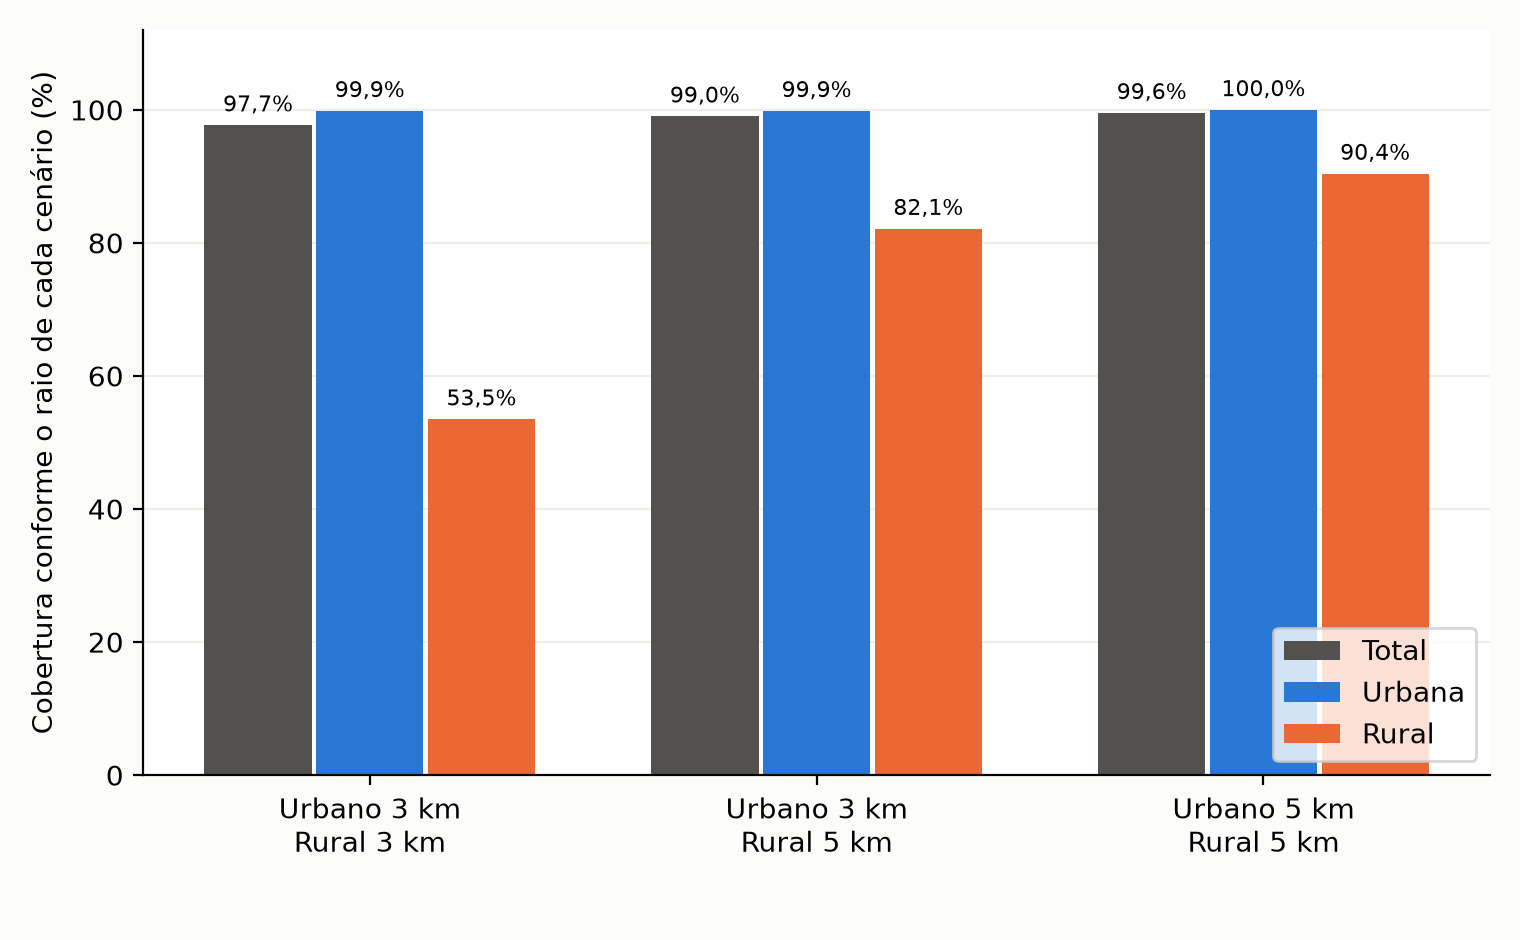 Cobertura conforme o raio de cada cenário (%)
100
80
60
40
20
0
97,7%
99,9%
53,5%
99,0%
99,9%
82,1%
99,6%
100,0%
90,4%
Total
Urbana
Rural
Urbano 3 km
Rural 3 km
Urbano 3 km
Rural 5 km
Urbano 5 km
Rural 5 km